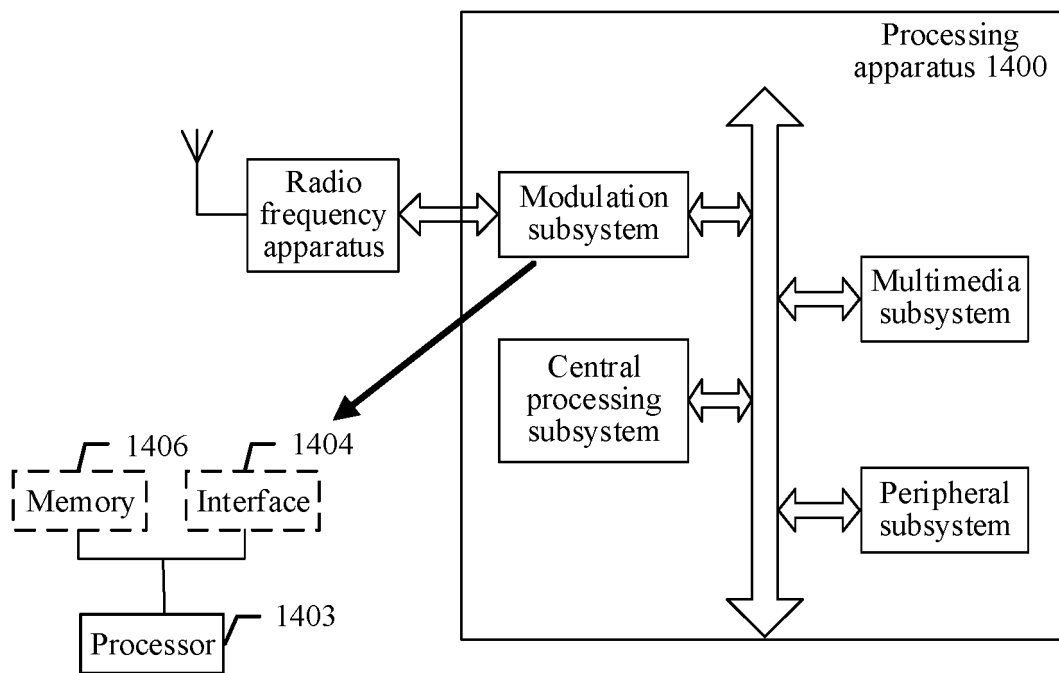 Processing
apparatus 1400
Radio
frequency
apparatus
Modulation
subsystem
Multimedia
subsystem
Central
processing
subsystem
Peripheral
subsystem
1406
1404
Memory
Interface
1403
Processor